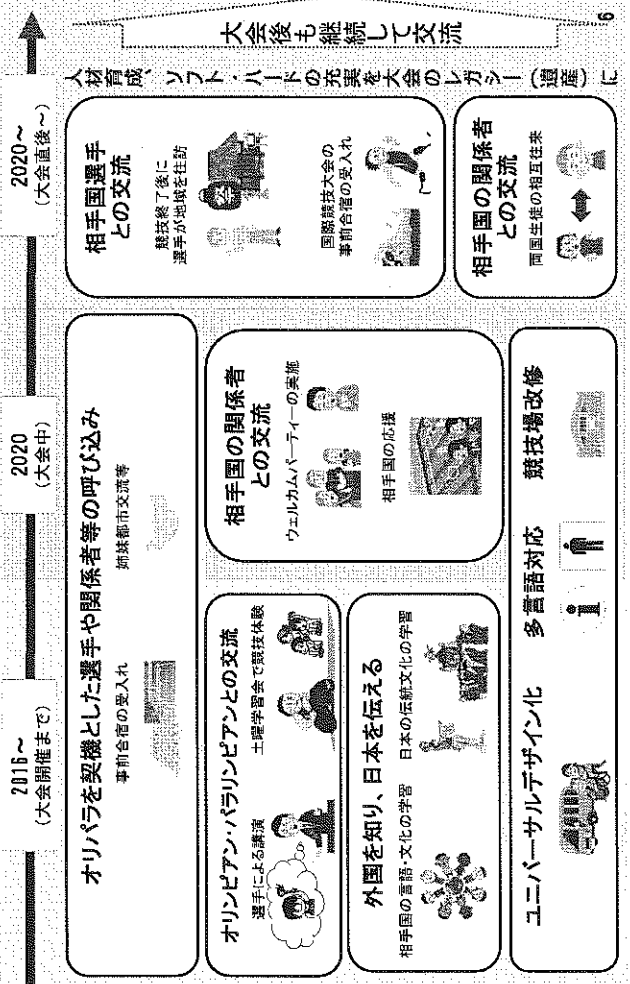 2016～
(大会開催まで)
2020
(大会中)
2020～
(大会直後～)
オリパラを契機とした選手や関係者等の呼び込み
事前合宿の受入れ
姉妹都市交流等
オリンピアン・パラリンピアンとの交流
選手による講演
土曜学習会で競技体験
外国を知り、日本を伝える
相手国の言語・文化の学習
日本の伝統文化の学習
相手国の関係者
との交流
ウェルカムパーティーの実施
相手国の応援
ユニバーサルデザイン化
多言語対応
競技場改修
相手国選手
との交流
競技終了後に
選手が地域を往訪
国際競技大会の
事前合宿の受入れ
相手国の関係者
との交流
両国生徒の相互往来
人材育成、ソフト・ハードの充実を大会のレガシー(遺産)に
大会後も継続して交流
6